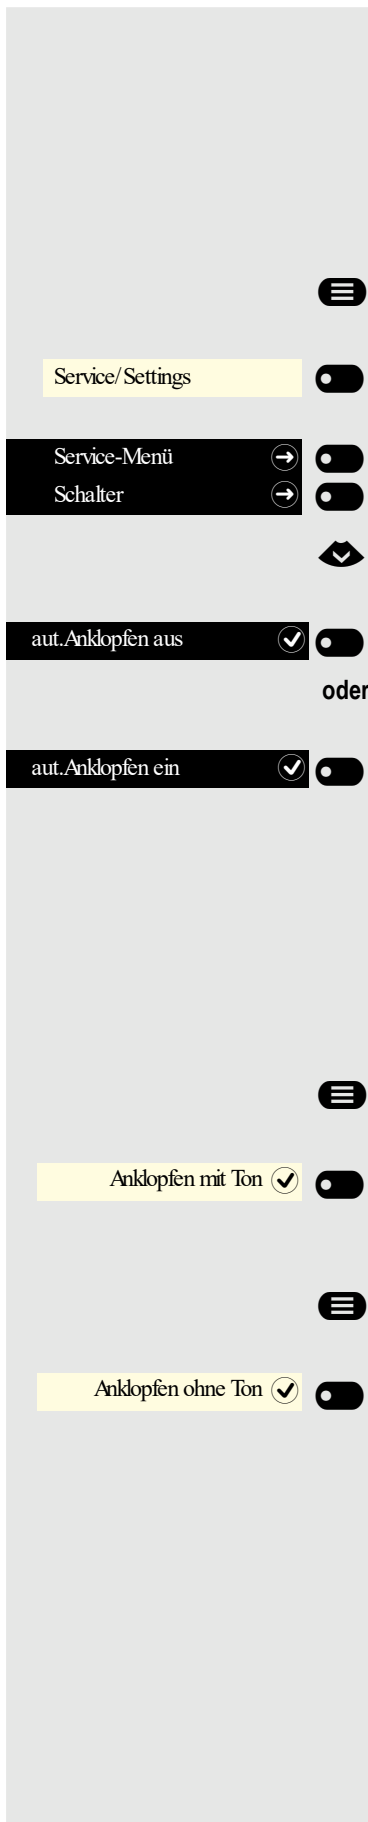 Service/Settings
Service-Menü
Schalter
aut.Anklopfen aus
oder
aut.Anklopfen ein
Anklopfen mit Ton
Anklopfen ohne Ton